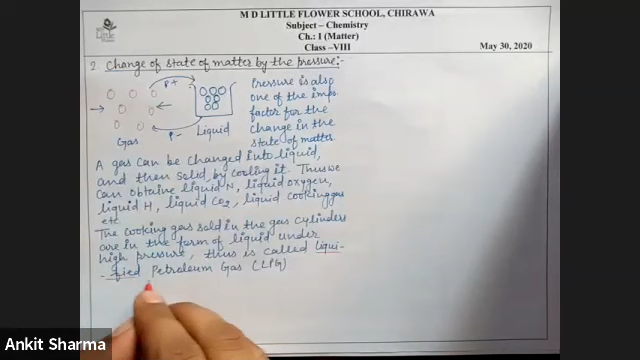 M D LITTLE FLOWER SCHOOL, CHIRAWA
Subject – Chemistry
Ch.: I (Matter)
Class –VIII
May 30, 2020
2. Change of state of matter by the pressure:-
P+
P-
Gas
Liquid
Pressure is also
one of the imp.
factor for the
change in the
state of matter.
A gas can be changed into liquid,
and then solid by cooling it. Thus we
can obtaine liquid N, liquid oxygen,
liquid H, liquid CO2, liquid cooking gas
etc.
The cooking gas sold in the gas cylinders
are in the form of liquid under
high pressure, thus is called liqui-
-fied Petroleum Gas (LPG)
Ankit Sharma